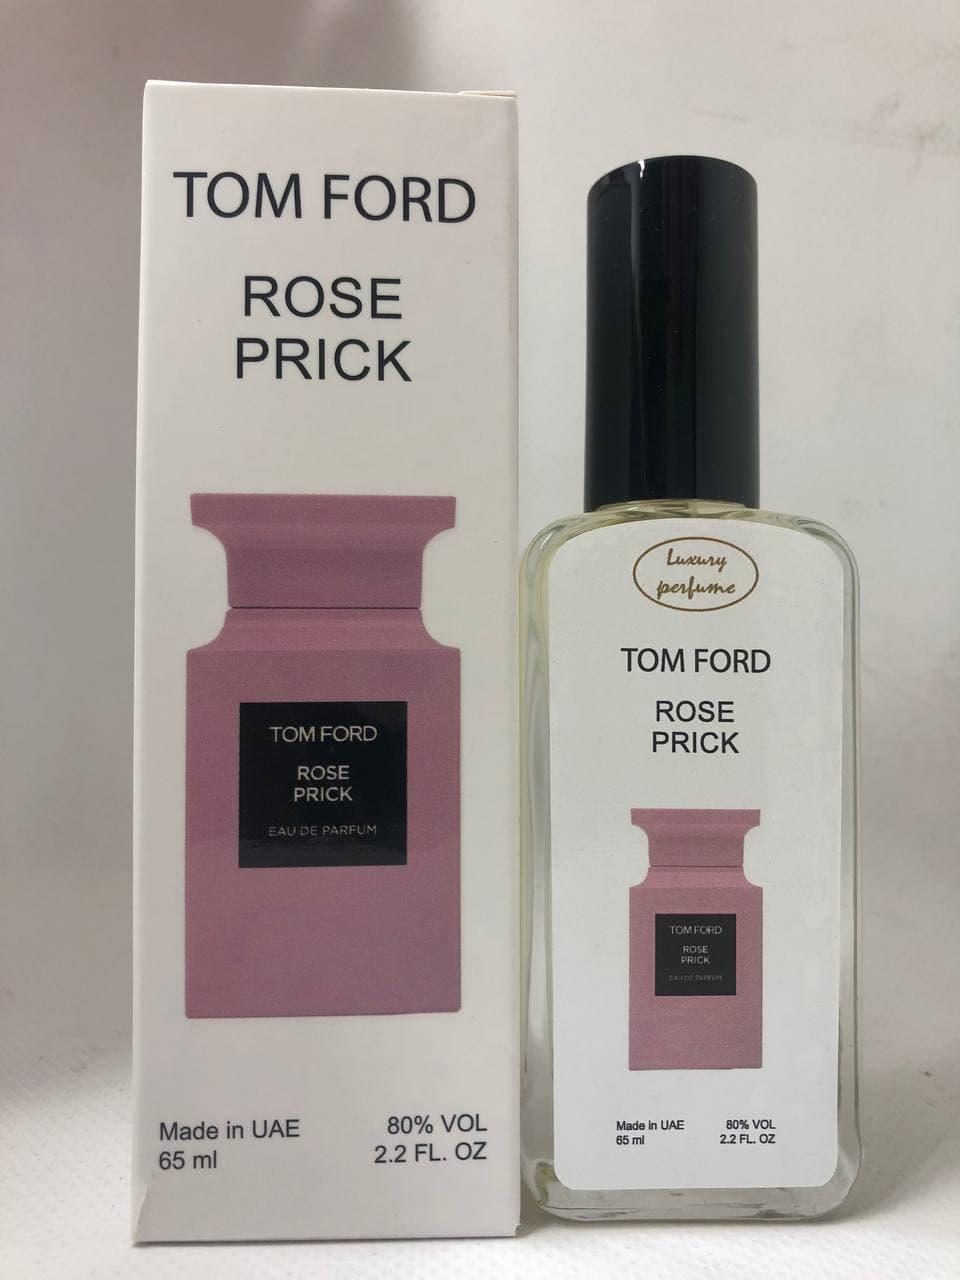 TOM FORD
ROSE
PRICK
TOM FORD
ROSE
PRICK
EAU DE PARFUM
Made in UAE
65 ml
80% VOL
2.2 FL. OZ
Luxury
perfume
TOM FORD
ROSE
PRICK
TOM FORD
ROSE
PRICK
EAU DE PARFUM
Made in UAE
65 ml
80% VOL
2.2 FL. OZ